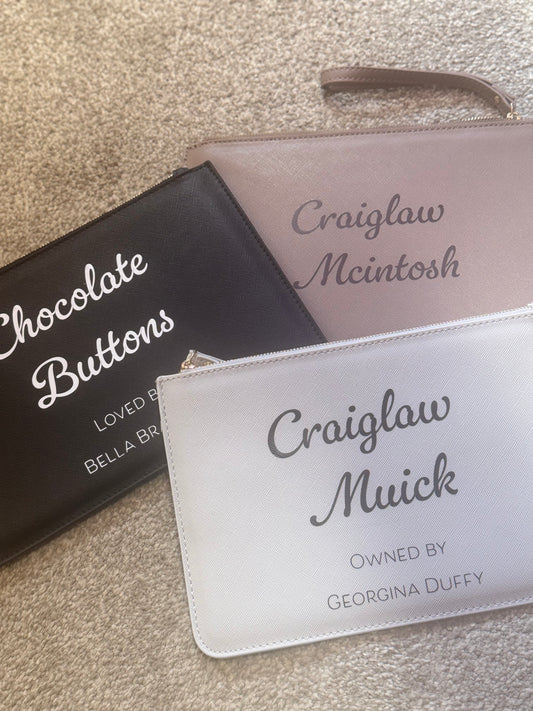 Craiglaw
Mcintosh
Chocolate
Buttons
LOVED
BELLA
Craiglaw
Muick
OWNED BY
GEORGINA DUFFY